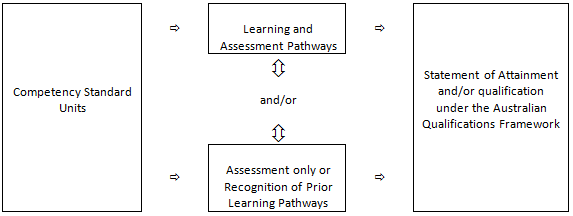 Competency Standard
Units
Learning and
Assessment Pathways
and/or
Assessment only or
Recognition of Prior
Learning Pathways
Statement of Attainment
and/or qualification
under the Australian
Qualifications Framework